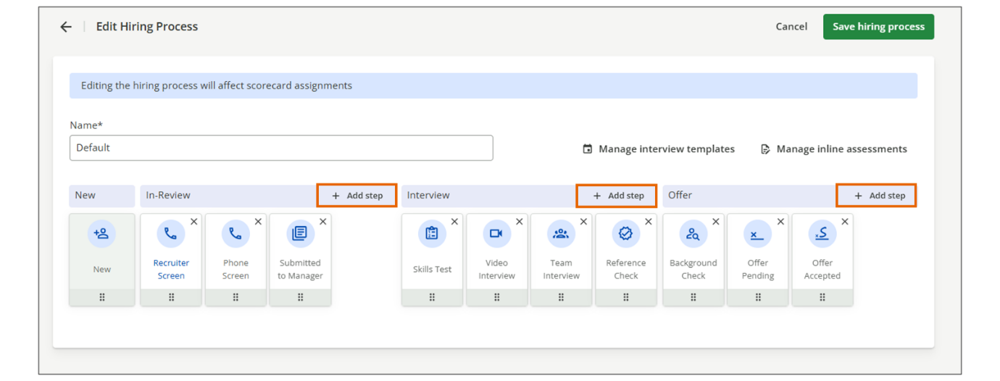 Edit Hiring Process
Cancel
Save hiring process
Editing the hiring process will affect scorecard assignments
Name*
Default
Manage interview templates
Manage inline assessments
New
In-Review
+ Add step
Interview
+ Add step
Offer
+ Add step
New
Recruiter
Screen
Phone
Screen
Submitted
to Manager
Skills Test
Video
Interview
Team
Interview
Reference
Check
Background
Check
Offer
Pending
Offer
Accepted